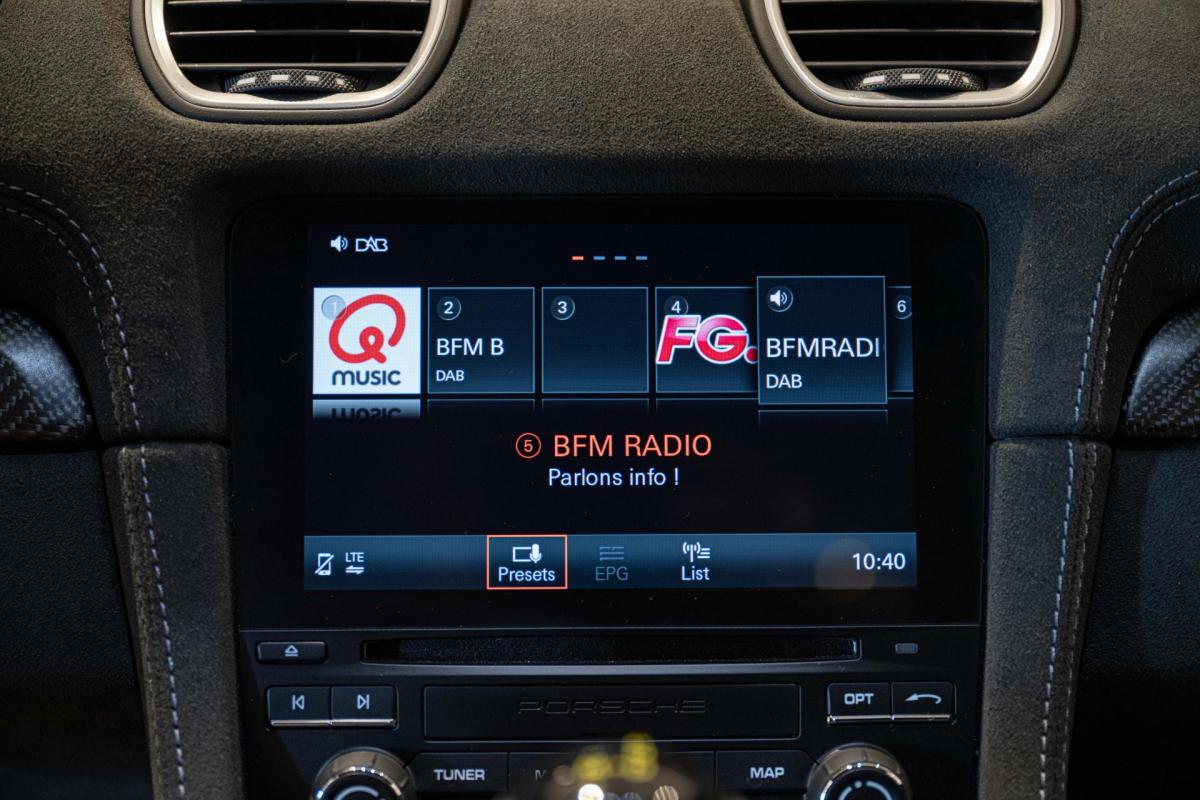 DAB
1
Q
MUSIC
2
BFM B
DAB
3
4
FG.
BFMRADI
DAB
6
5 BFM RADIO
Parlons info !
LTE
Presets
EPG
List
10:40
OPT
PORSCHE
TUNER
MAP